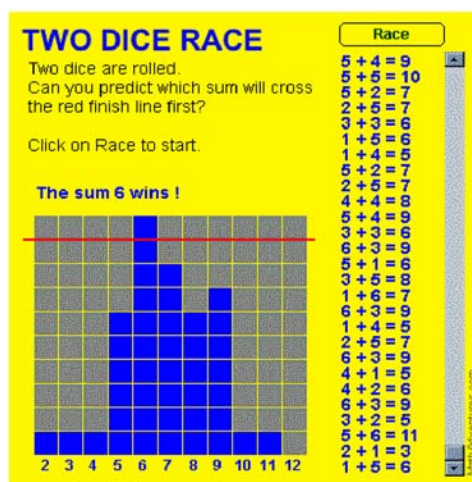 TWO DICE RACE
Two dice are rolled.
Can you predict which sum will cross
the red finish line first?
Click on Race to start.
The sum 6 wins !
2 3 4 5 6 7 8 9 10 11 12
Race
5 + 4 = 9
5 + 5 = 10
5 + 2 = 7
2 + 5 = 7
3 + 3 = 6
1 + 5 = 6
1 + 4 = 5
5 + 2 = 7
2 + 5 = 7
4 + 4 = 8
5 + 4 = 9
3 + 3 = 6
6 + 3 = 9
5 + 1 = 6
3 + 5 = 8
1 + 6 = 7
6 + 3 = 9
1 + 4 = 5
2 + 5 = 7
6 + 3 = 9
4 + 1 = 5
4 + 2 = 6
6 + 3 = 9
3 + 2 = 5
5 + 6 = 11
2 + 1 = 3
1 + 5 = 6